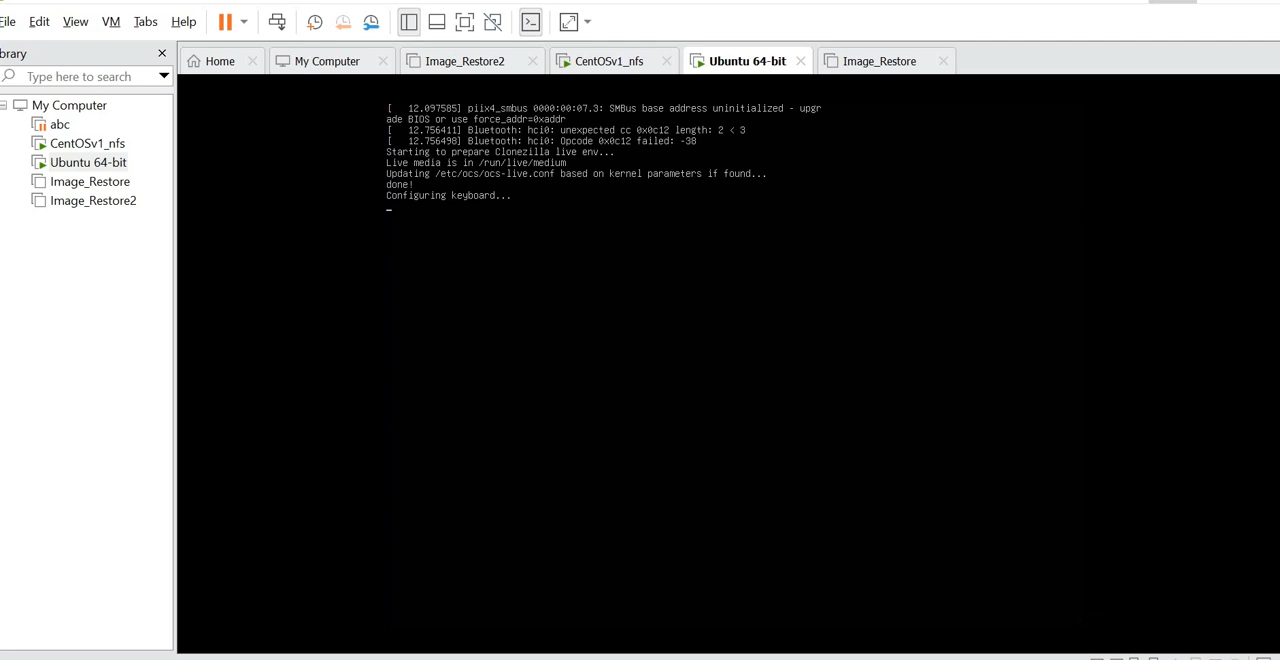 ile Edit View VM Tabs Help
brary
Type here to search
My Computer
abc
CentOSv1_nfs
Ubuntu 64-bit
Image_Restore
Image_Restore2
Home
My Computer
Image_Restore2
CentOSv1_nfs
Ubuntu 64-bit
Image_Restore
[   12.097585] piix4_smbus 0000:00:07.3: SMBus base address uninitialized - upgr
ade BIOS or use force_addr=0xaddr
[   12.756411] Bluetooth: hci0: unexpected cc 0x0c12 length: 2 < 3
[   12.756498] Bluetooth: hci0: Opcode 0x0c12 failed: -38
Starting to prepare Clonezilla live env...
Live media is in /run/live/medium
Updating /etc/ocs/ocs-live.conf based on kernel parameters if found...
done!
Configuring keyboard...